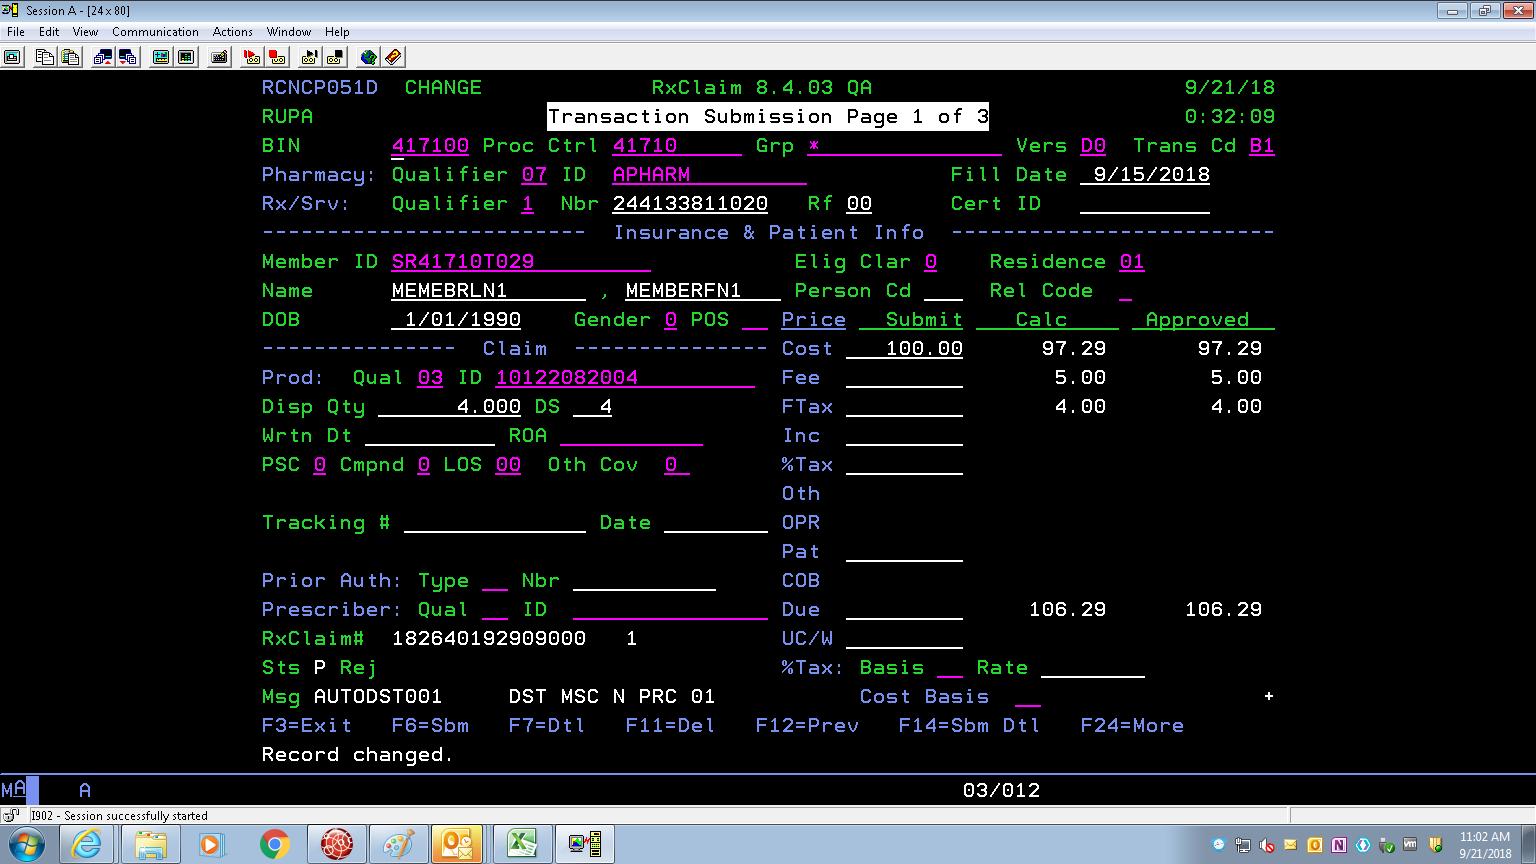 Session A - [24 x 80]
File Edit View Communication Actions Window Help
RCNCP051D CHANGE RxClaim 8.4.03 QA 9/21/18
RUPA Transaction Submission Page 1 of 3 0:32:09
BIN 417100 Proc Ctrl 41710 Grp * Vers D0 Trans Cd B1
Pharmacy: Qualifier 07 ID APHARM Fill Date 9/15/2018
Rx/Srv: Qualifier 1 Nbr 244133811020 Rf 00 Cert ID
------------------------- Insurance & Patient Info -------------------------
Member ID SR41710T029 Elig Clar 0 Residence 01
Name MEMEBRLN1 , MEMBERFN1 Person Cd Rel Code
DOB 1/01/1990 Gender 0 POS Price Submit Calc Approved
--------------- Claim --------------- Cost 100.00 97.29 97.29
Prod: Qual 03 ID 10122082004 Fee 5.00 5.00
Disp Qty 4.000 DS 4 FTax 4.00 4.00
Wrtn Dt ROA Inc
PSC 0 Cmpnd 0 LOS 00 Oth Cov 0 %Tax
Oth
Tracking # Date OPR
Pat
Prior Auth: Type Nbr COB
Prescriber: Qual ID Due 106.29 106.29
RxClaim# 182640192909000 1 UC/W
Sts P Rej %Tax: Basis Rate
Msg AUTODST001 DST MSC N PRC 01 Cost Basis +
F3=Exit F6=Sbm F7=Dtl F11=Del F12=Prev F14=Sbm Dtl F24=More
Record changed.
MA A 03/012
I902 - Session successfully started
11:02 AM
9/21/2018